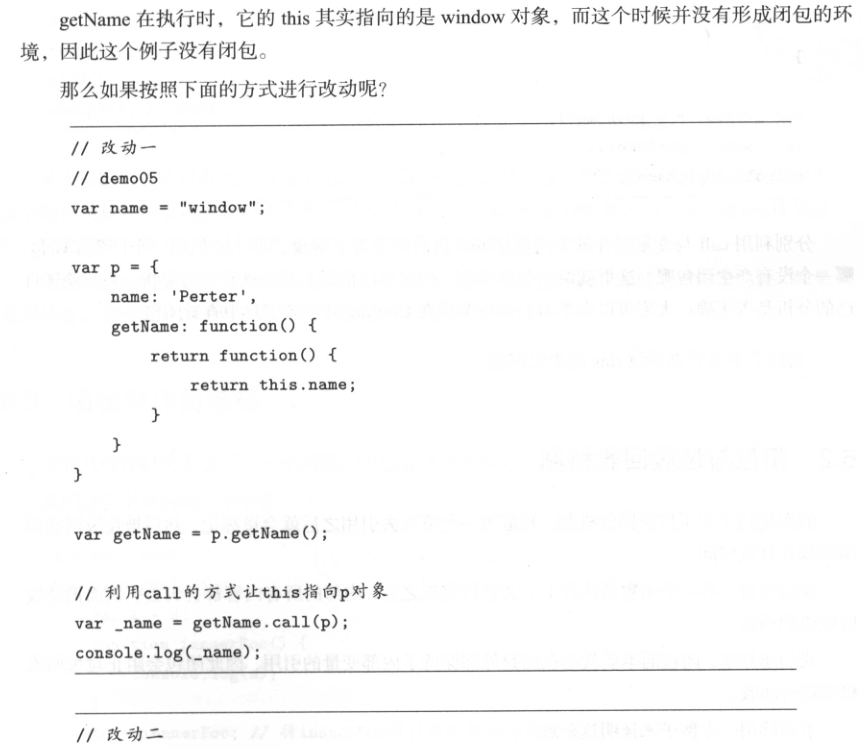 getName 在执行时，它的 this 其实指向的是 window 对象，而这个时候并没有形成闭包的环
境，因此这个例子没有闭包。
那么如果按照下面的方式进行改动呢？
// 改动一
// demo05
var name = "window";
var p = {
    name: 'Perter',
    getName: function() {
        return function() {
            return this.name;
        }
    }
}
var getName = p.getName();
// 利用call的方式让this指向p对象
var _name = getName.call(p);
console.log(_name);
// 改动二